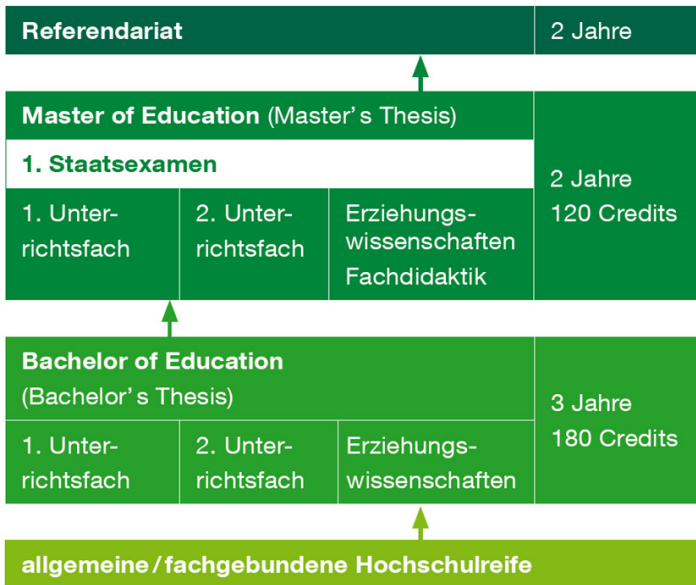 Referendariat
2 Jahre
Master of Education (Master's Thesis)
1. Staatsexamen
2 Jahre
120 Credits
1. Unter-
richtsfach
2. Unter-
richtsfach
Erziehungs-
wissenschaften
Fachdidaktik
Bachelor of Education
(Bachelor's Thesis)
3 Jahre
180 Credits
1. Unter-
richtsfach
2. Unter-
richtsfach
Erziehungs-
wissenschaften
allgemeine/fachgebundene Hochschulreife